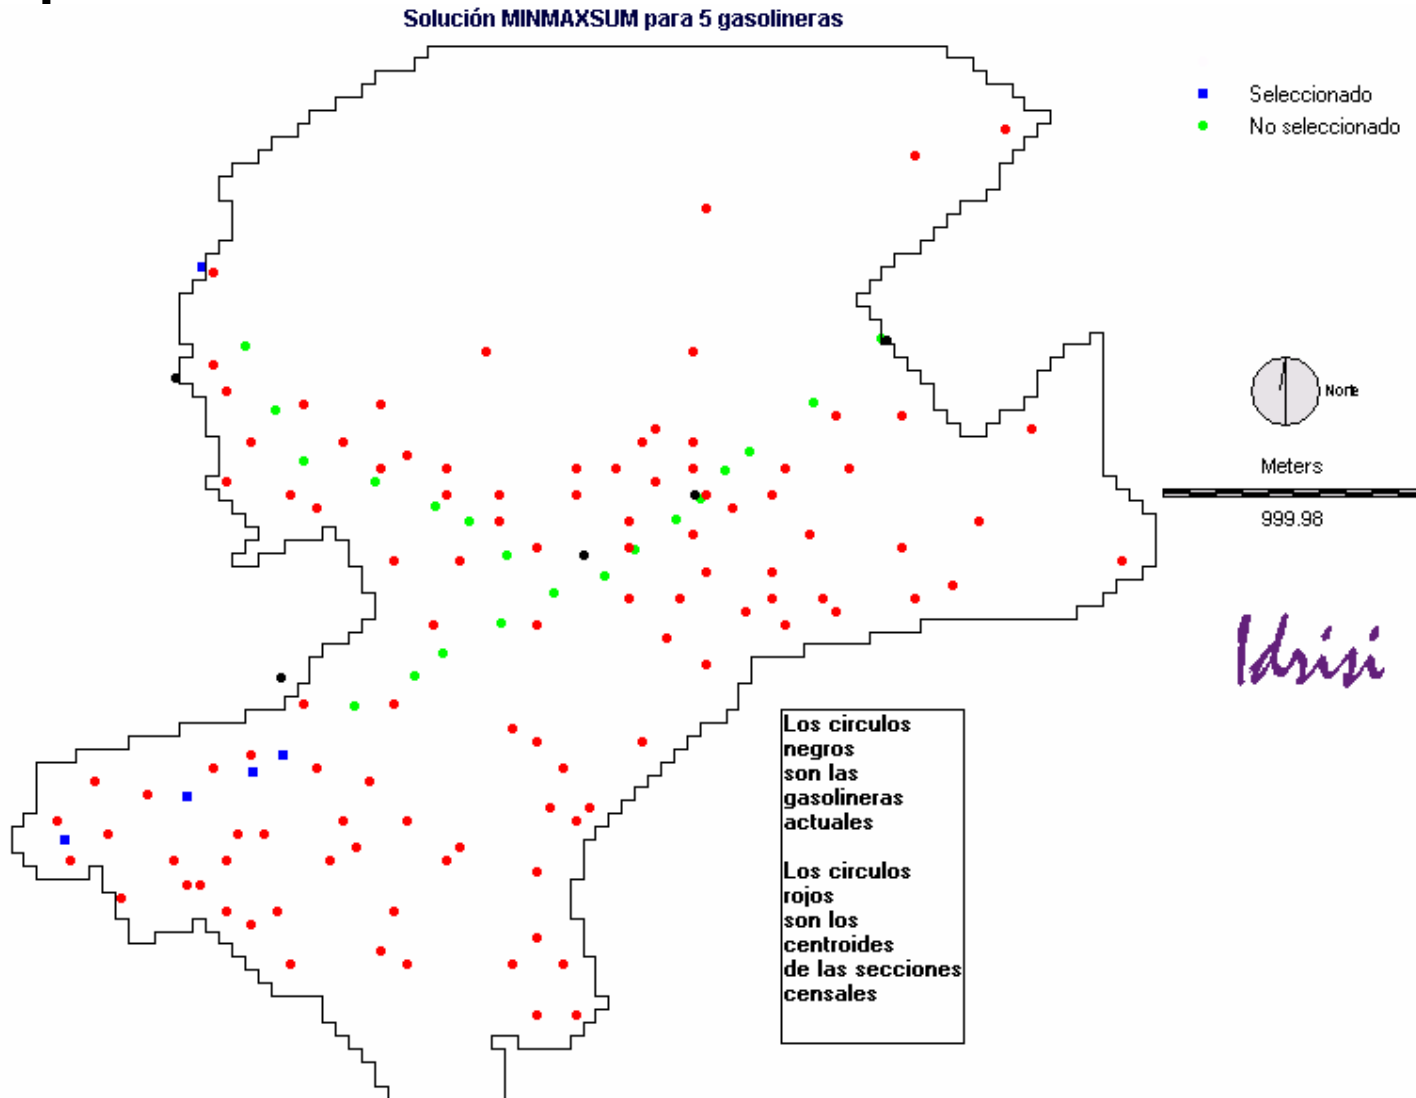 Solución MINMAXSUM para 5 gasolineras
Seleccionado
No seleccionado
Norte
Meters
999.98
Idrisi
Los circulos
negros
son las
gasolineras
actuales
Los circulos
rojos
son los
centroides
de las secciones
censales